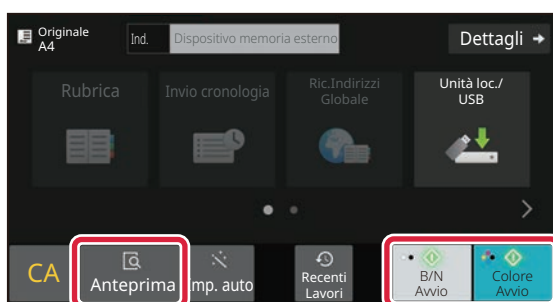 Originale
A4
Ind.
Dispositivo memoria esterno
Dettagli
Rubrica
Invio cronologia
Ric.Indirizzi
Globale
Unità loc./
USB
CA
Anteprima
Imp. auto
Recenti
Lavori
B/N
Avvio
Colore
Avvio